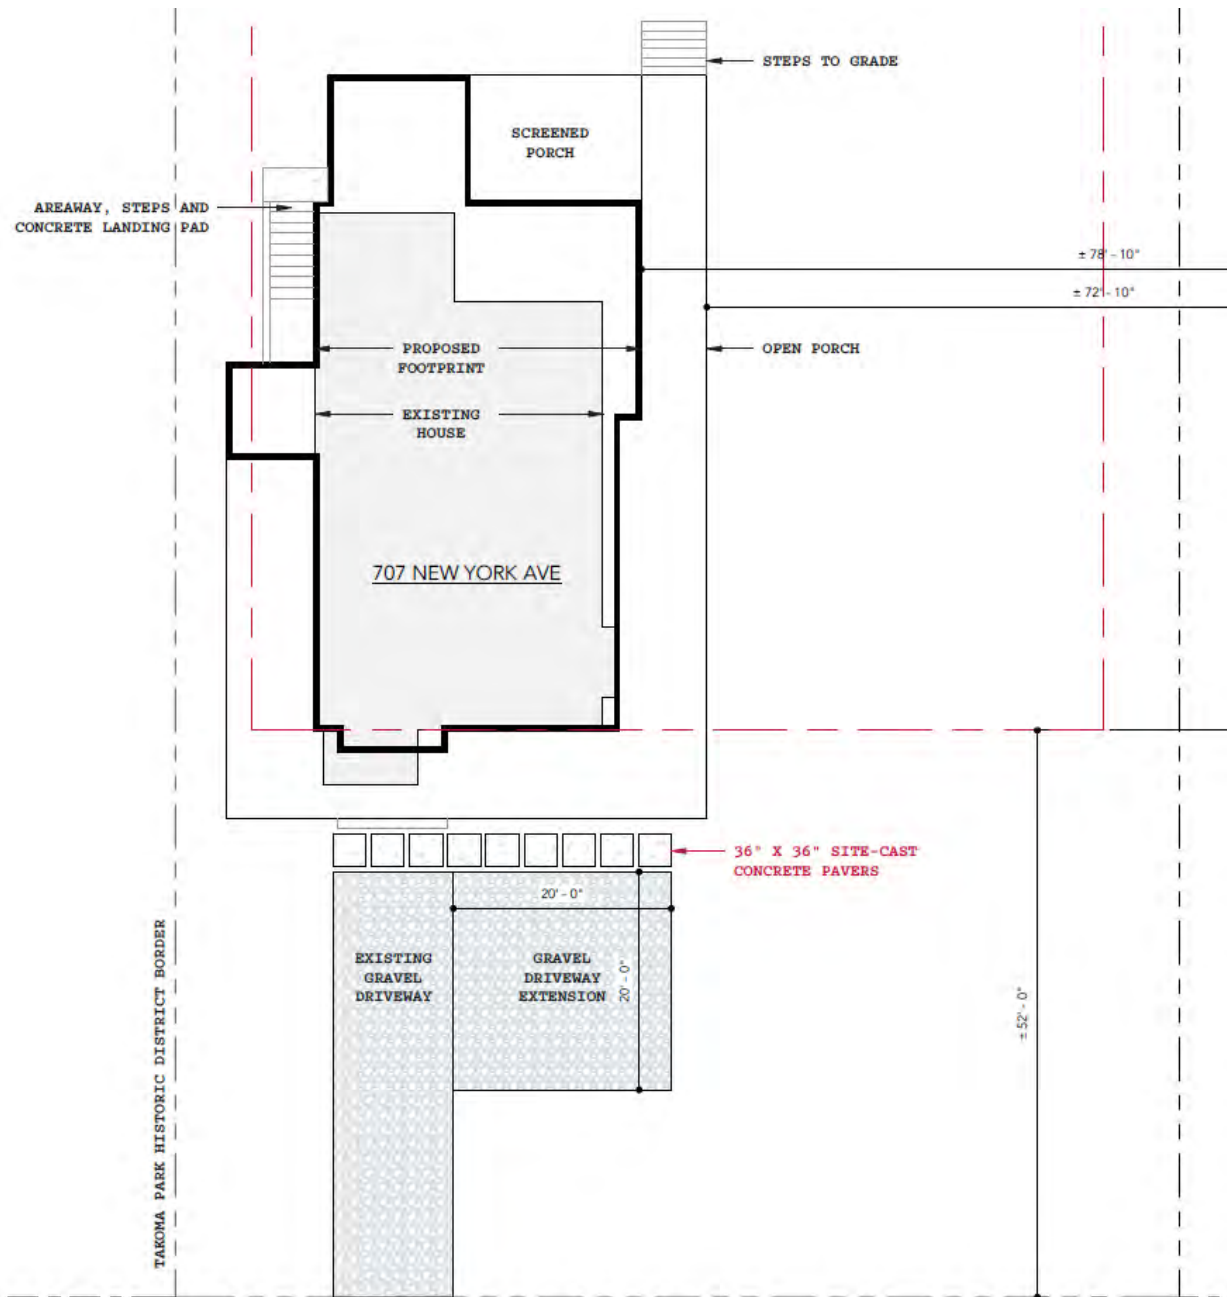 STEPS TO GRADE
SCREENED
PORCH
AREAWAY, STEPS AND
CONCRETE LANDING PAD
± 78' - 10"
± 72' - 10"
PROPOSED
FOOTPRINT
OPEN PORCH
EXISTING
HOUSE
707 NEW YORK AVE
36" X 36" SITE-CAST
CONCRETE PAVERS
20' - 0"
EXISTING
GRAVEL
DRIVEWAY
GRAVEL
DRIVEWAY
EXTENSION
20' - 0"
± 52' - 0"
TAKOMA PARK HISTORIC DISTRICT BORDER